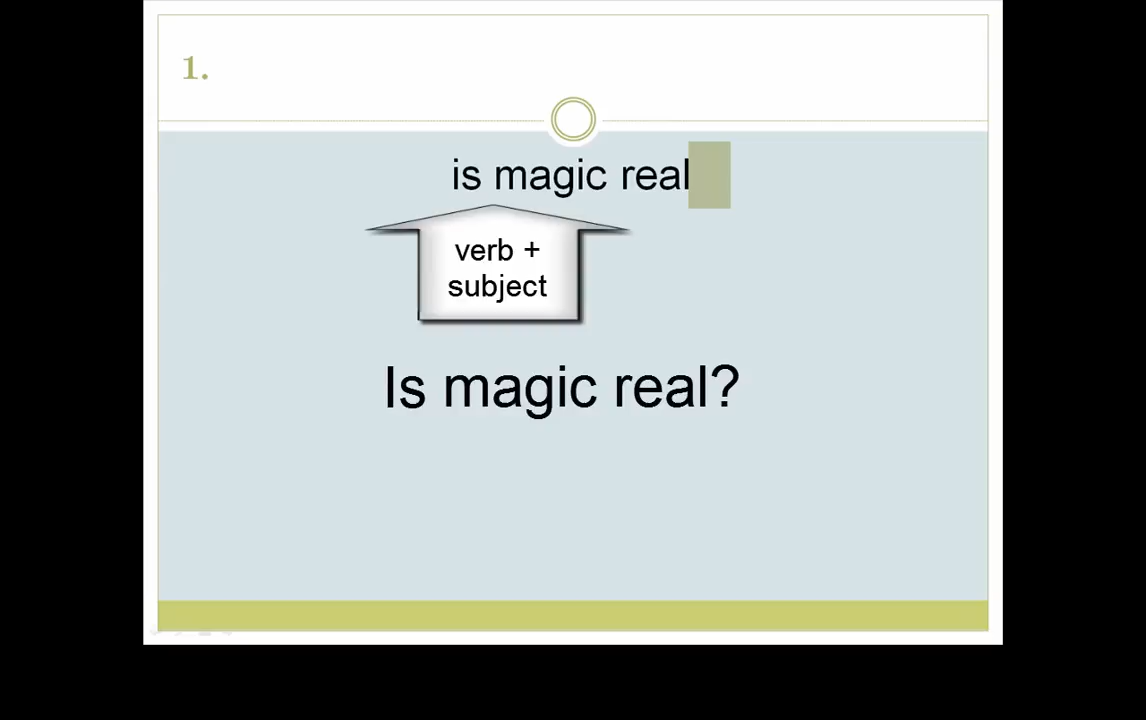 1.
is magic real
verb +
subject
Is magic real?